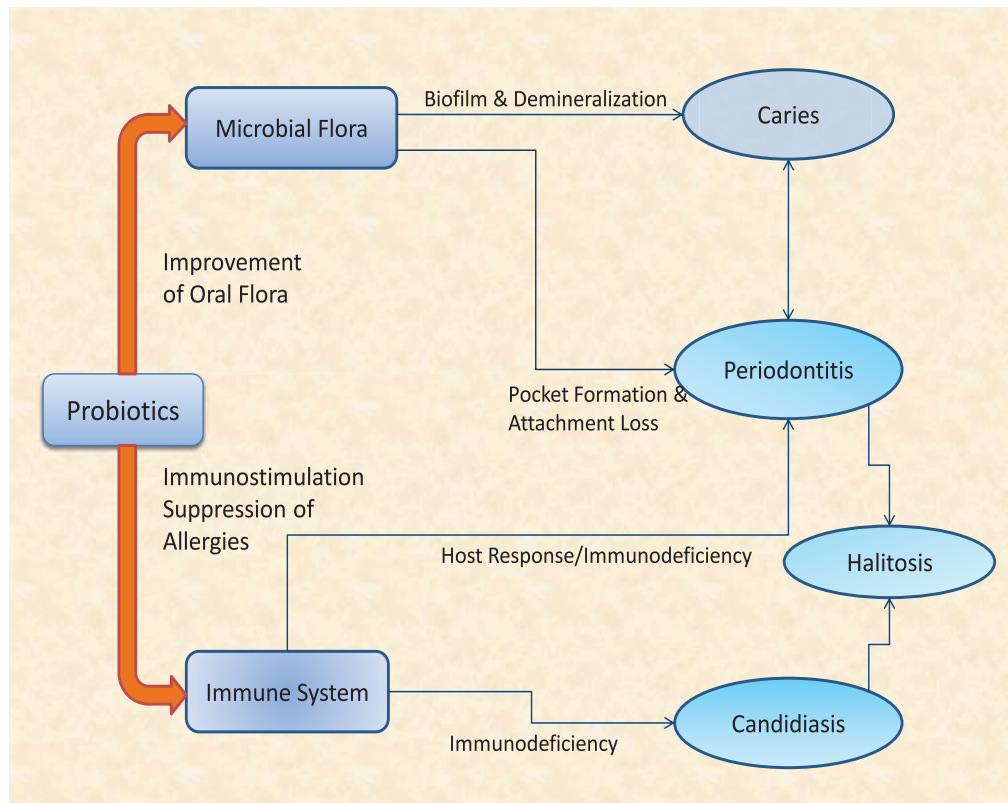 Biofilm & Demineralization
Microbial Flora
Caries
Improvement
of Oral Flora
Periodontitis
Pocket Formation &
Attachment Loss
Probiotics
Immunostimulation
Suppression of
Allergies
Host Response/Immunodeficiency
Halitosis
Immune System
Candidiasis
Immunodeficiency